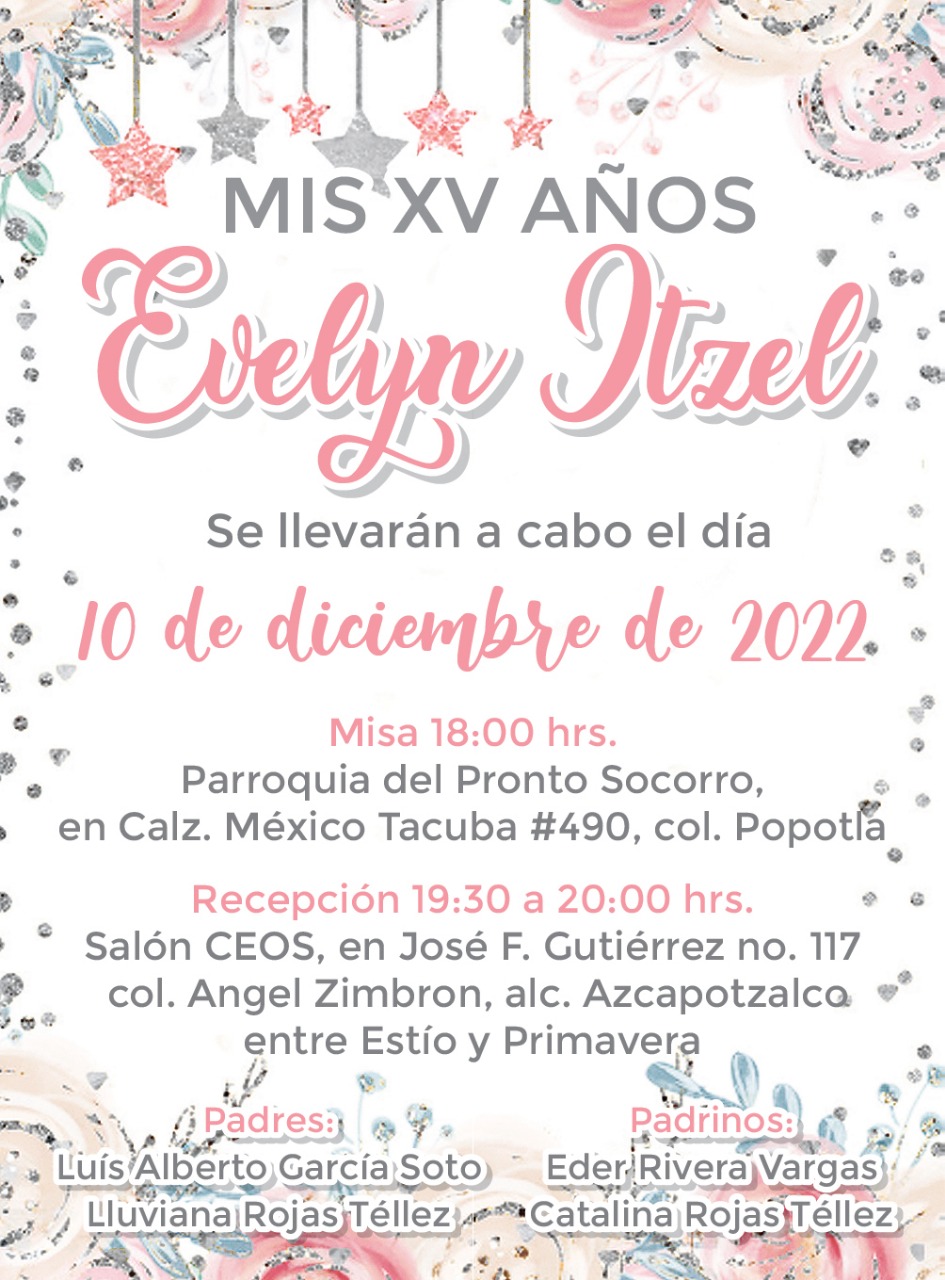 MIS XV AÑOS
Evelyn Itzel
Se llevarán a cabo el día
10 de diciembre de 2022
Misa 18:00 hrs.
Parroquia del Pronto Socorro,
en Calz. México Tacuba #490, col. Popotla
Recepción 19:30 a 20:00 hrs.
Salón CEOS, en José F. Gutiérrez no. 117
col. Angel Zimbron, alc. Azcapotzalco
entre Estío y Primavera
Padres:
Luís Alberto García Soto
Lluviana Rojas Téllez
Padrinos:
Eder Rivera Vargas
Catalina Rojas Téllez